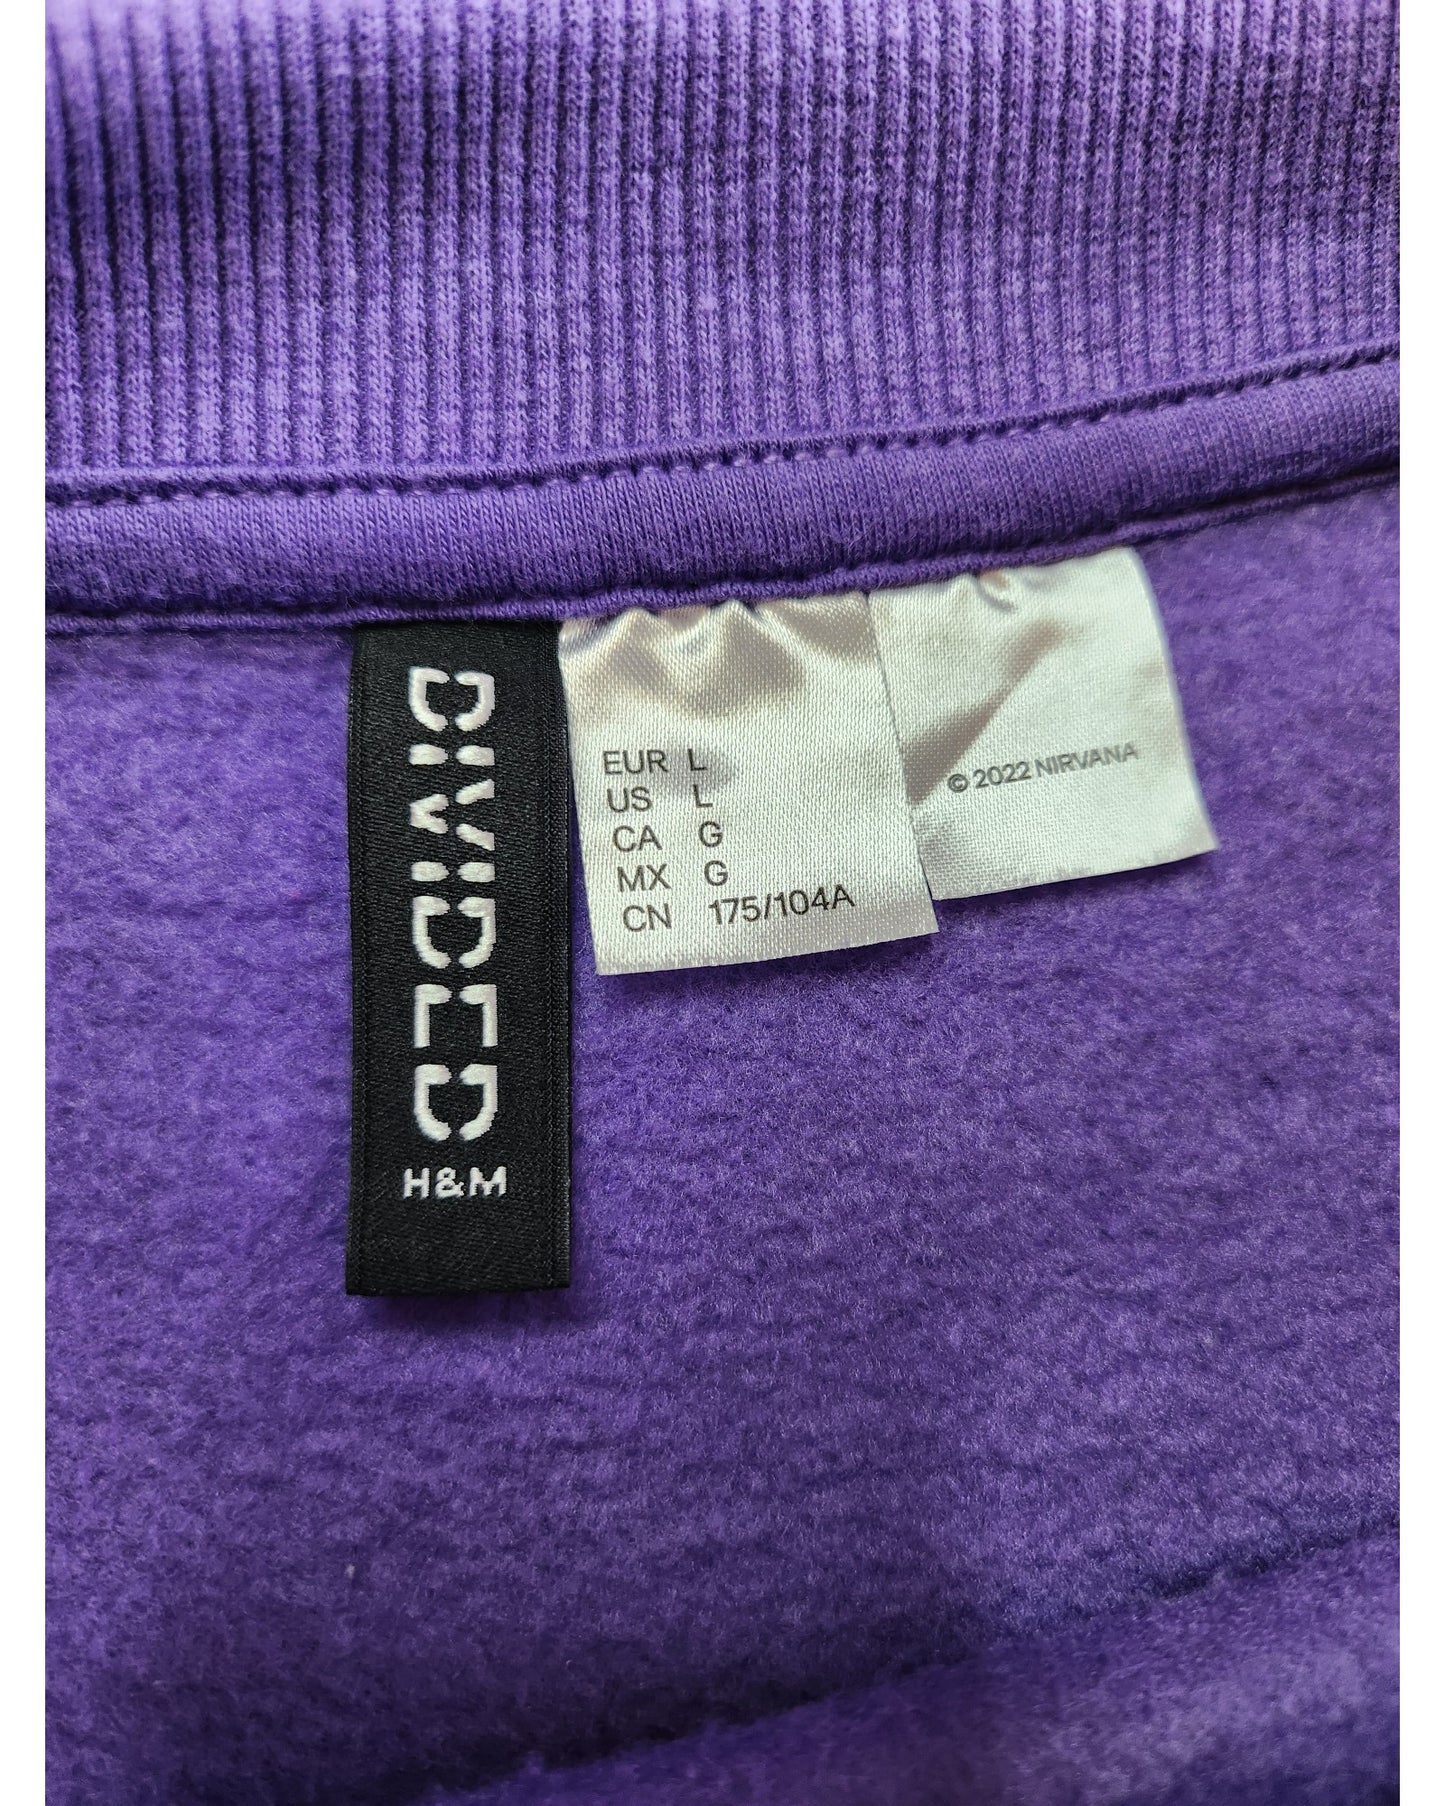 DIVIDED
H&M
EUR L
US L
CA G
MX G
CN 175/104A
© 2022 NIRVANA